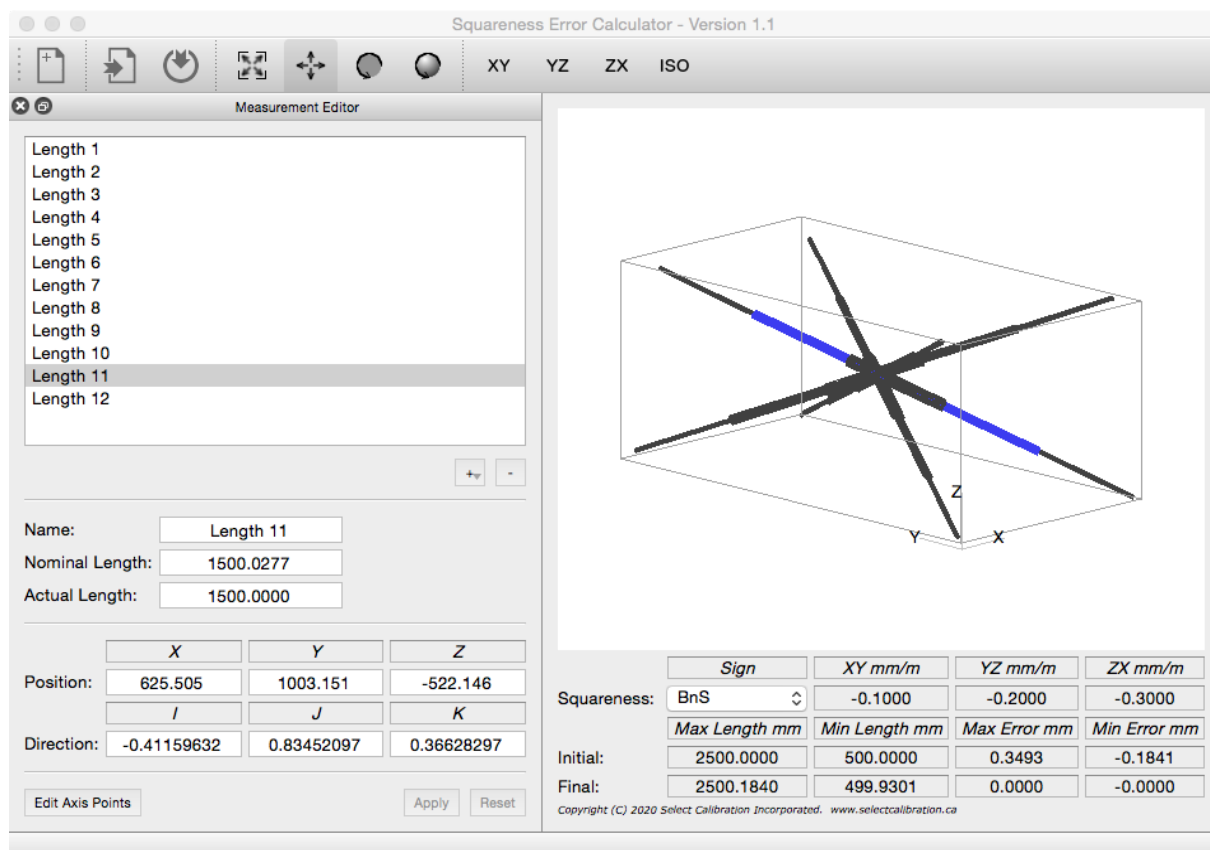 Squareness Error Calculator - Version 1.1
XY YZ ZX ISO
Measurement Editor
Length 1
Length 2
Length 3
Length 4
Length 5
Length 6
Length 7
Length 8
Length 9
Length 10
Length 11
Length 12
+ -
Name: Length 11
Nominal Length: 1500.0277
Actual Length: 1500.0000
X Y Z
Position: 625.505 1003.151 -522.146
I J K
Direction: -0.41159632 0.83452097 0.36628297
Edit Axis Points Apply Reset
Z
Y X
Sign XY mm/m YZ mm/m ZX mm/m
Squareness: BnS -0.1000 -0.2000 -0.3000
Max Length mm Min Length mm Max Error mm Min Error mm
Initial: 2500.0000 500.0000 0.3493 -0.1841
Final: 2500.1840 499.9301 0.0000 -0.0000
Copyright (C) 2020 Select Calibration Incorporated. www.selectcalibration.ca